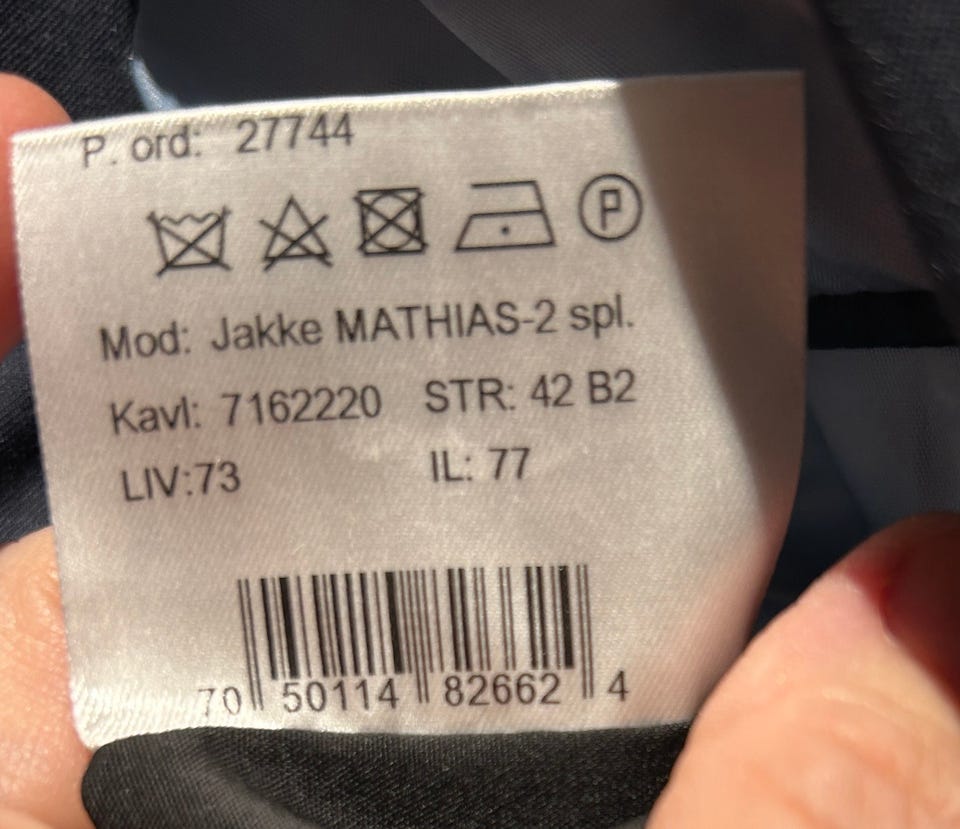 P. ord: 27744
P
Mod: Jakke MATHIAS-2 spl.
Kavl: 7162220 STR: 42 B2
LIV:73 IL: 77
70 50114 82662 4